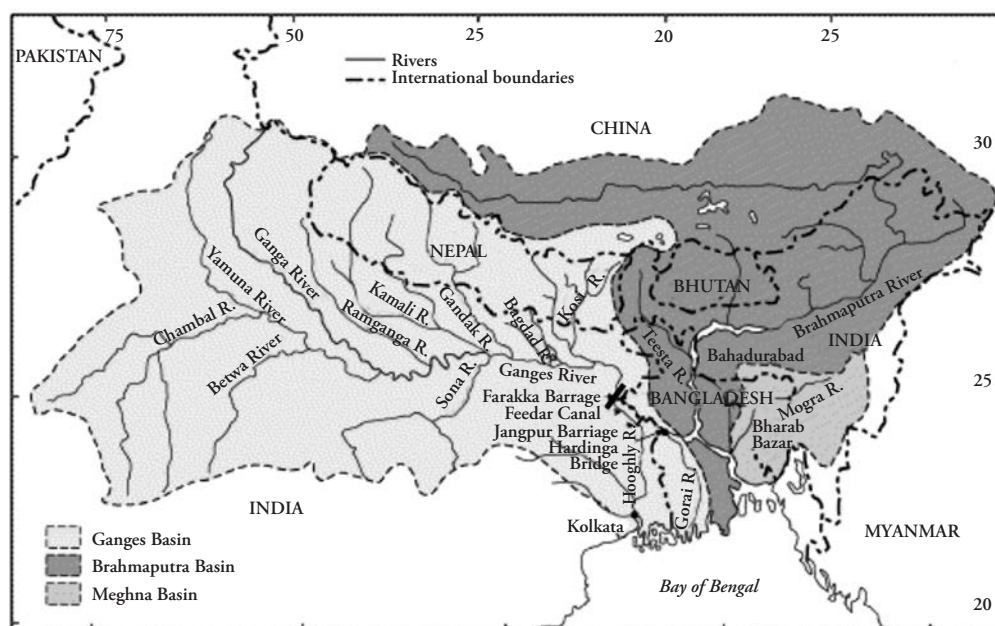 75 50 25 20 25
PAKISTAN
Rivers
International boundaries
CHINA
30
NEPAL
Ganga River
Yamuna River
Chambal R.
Kamali R.
Ramganga R.
Gandak R.
Bagdad R.
Kosi R.
BHUTAN
Brahmaputra River
Teesta R.
Bahadurabad
INDIA
Betwa River
Sona R.
Ganges River
25
Farakka Barrage
Feedar Canal
Jangpur Barriage
Hardinga
Bridge
BANGLADESH
Mogra R.
Bharab
Bazar
Hooghly R.
Gorai R.
INDIA
Kolkata
MYANMAR
Ganges Basin
Brahmaputra Basin
Meghna Basin
Bay of Bengal
20